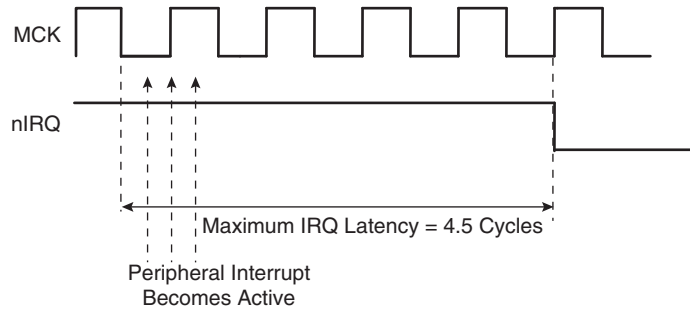 MCK
nIRQ
Maximum IRQ Latency = 4.5 Cycles
Peripheral Interrupt
Becomes Active